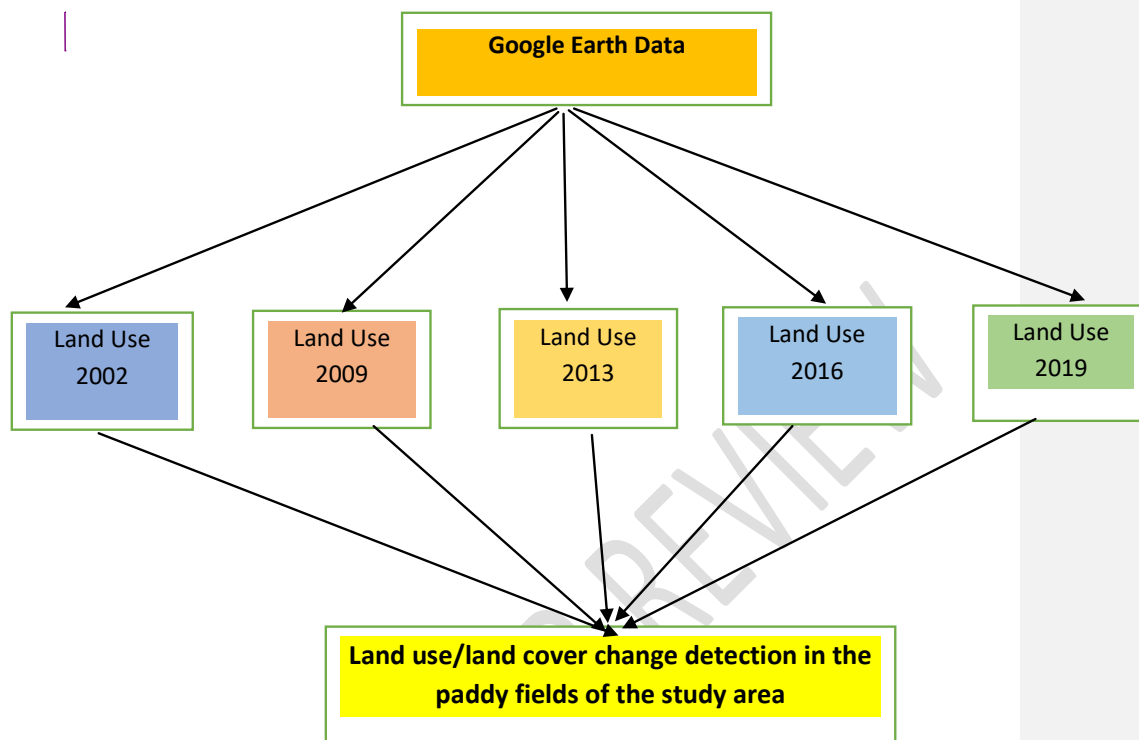 Google Earth Data
Land Use
2002
Land Use
2009
Land Use
2013
Land Use
2016
Land Use
2019
REVIEW
Land use/land cover change detection in the
paddy fields of the study area